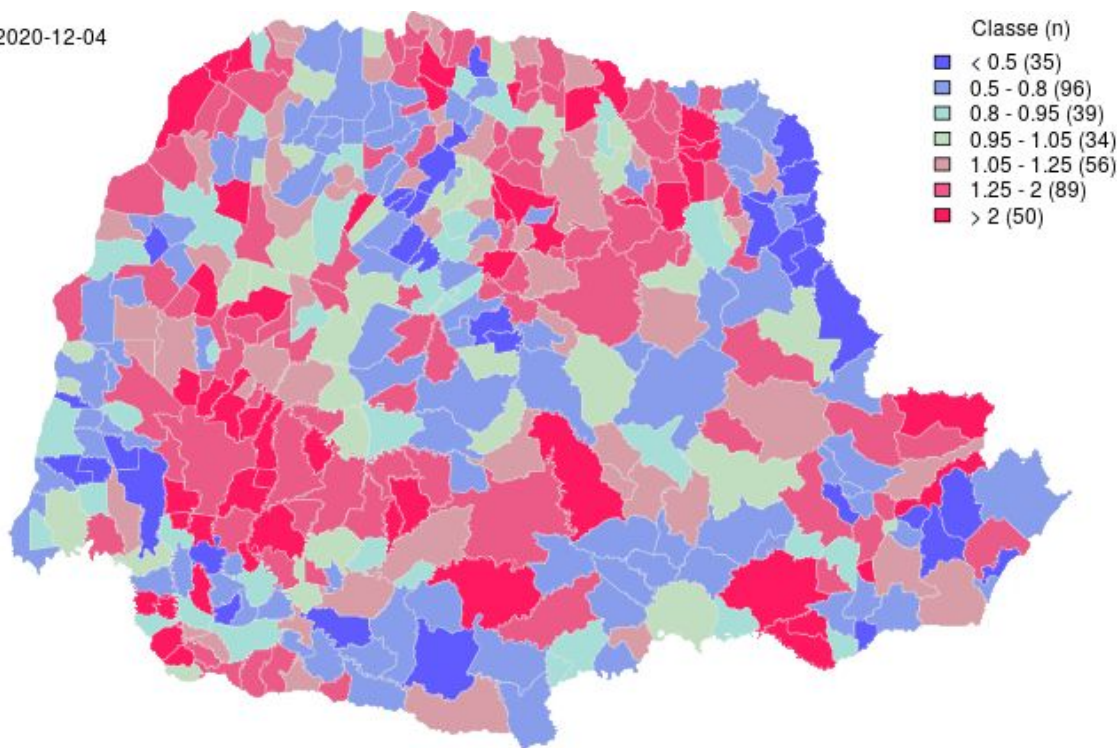 2020-12-04
Classe (n)
< 0.5 (35)
0.5 - 0.8 (96)
0.8 - 0.95 (39)
0.95 - 1.05 (34)
1.05 - 1.25 (56)
1.25 - 2 (89)
> 2 (50)